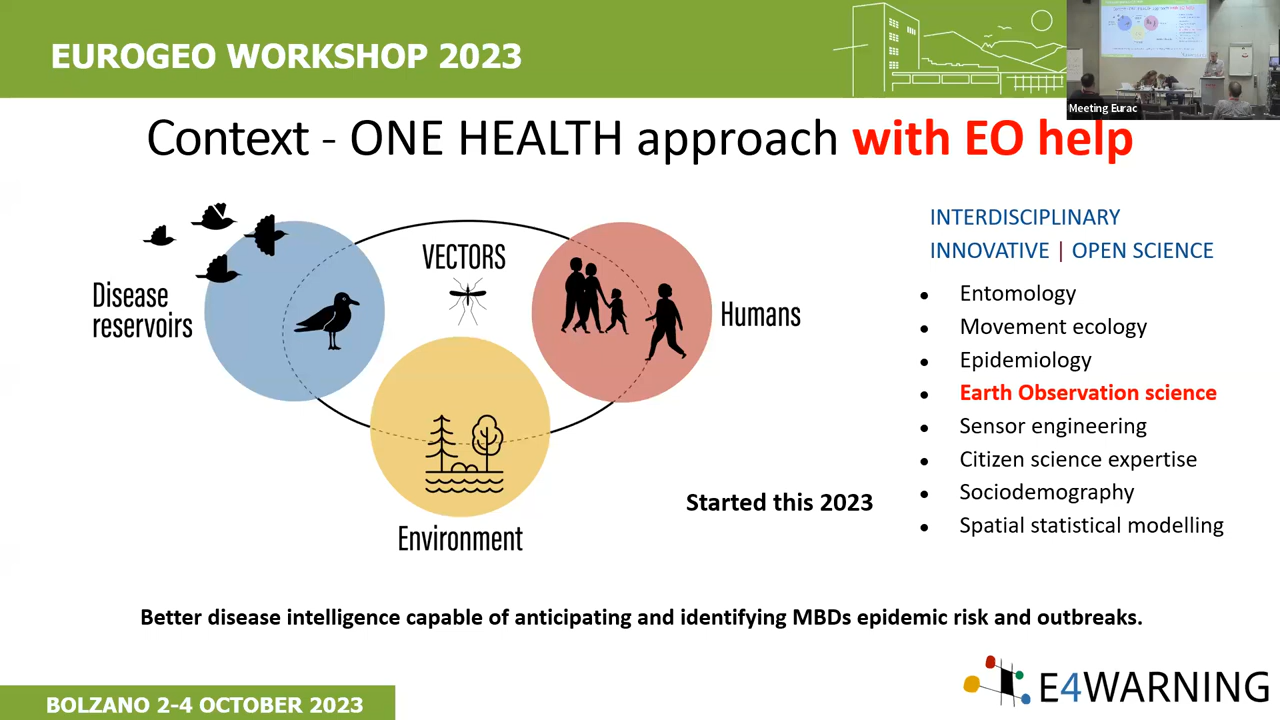 EUROGEO WORKSHOP 2023
Meeting Eurac
Context - ONE HEALTH approach with EO help
Disease
reservoirs
VECTORS
Humans
Environment
INTERDISCIPLINARY
INNOVATIVE | OPEN SCIENCE
• Entomology
• Movement ecology
• Epidemiology
• Earth Observation science
• Sensor engineering
• Citizen science expertise
• Sociodemography
• Spatial statistical modelling
Started this 2023
Better disease intelligence capable of anticipating and identifying MBDs epidemic risk and outbreaks.
BOLZANO 2-4 OCTOBER 2023
E4WARNING